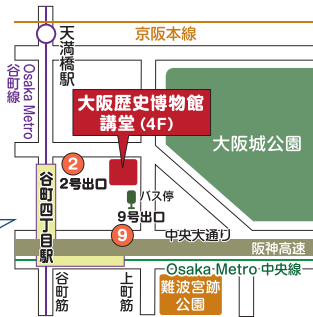 京阪本線
天満橋駅
Osaka Metro
谷町線
大阪歴史博物館
講堂(4F)
大阪城公園
2
2号出口
バス停
9号出口
9
谷町四丁目駅
中央大通り
阪神高速
Osaka Metro 中央線
谷町筋
上町筋
難波宮跡
公園